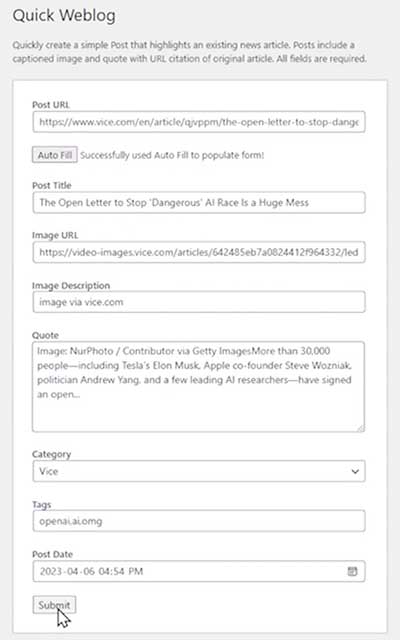 Quick Weblog
Quickly create a simple Post that highlights an existing news article. Posts include a
captioned image and quote with URL citation of original article. All fields are required.
Post URL
https://www.vice.com/en/article/qjvppm/the-open-letter-to-stop-dange
Auto Fill Successfully used Auto Fill to populate form!
Post Title
The Open Letter to Stop 'Dangerous' AI Race Is a Huge Mess
Image URL
https://video-images.vice.com/articles/642485eb7a0824412f964332/led
Image Description
image via vice.com
Quote
Image: NurPhoto / Contributor via Getty ImagesMore than 30,000
people—including Tesla's Elon Musk, Apple co-founder Steve Wozniak,
politician Andrew Yang, and a few leading AI researchers—have signed
an open...
Category
Vice
Tags
openai,ai,omg
Post Date
2023-04-06 04:54 PM
Submit